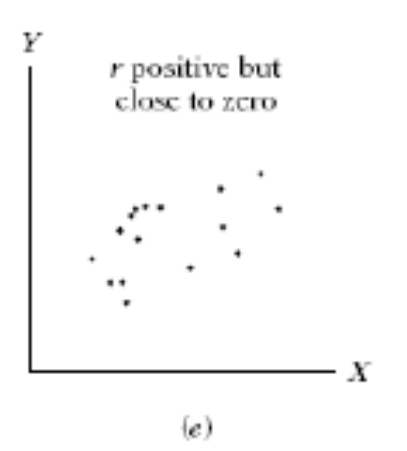 Y
r positive but
close to zero
X
(e)